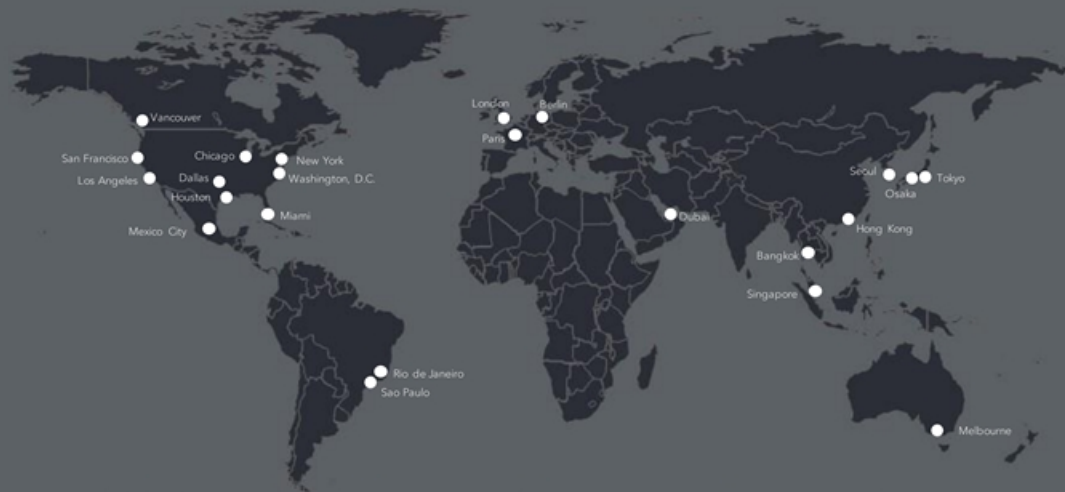 London
Berlin
Vancouver
Paris
San Francisco
Chicago
New York
Los Angeles
Dallas
Washington, D.C.
Seoul
Tokyo
Houston
Osaka
Miami
Dubai
Mexico City
Hong Kong
Bangkok
Singapore
Rio de Janeiro
Sao Paulo
Melbourne